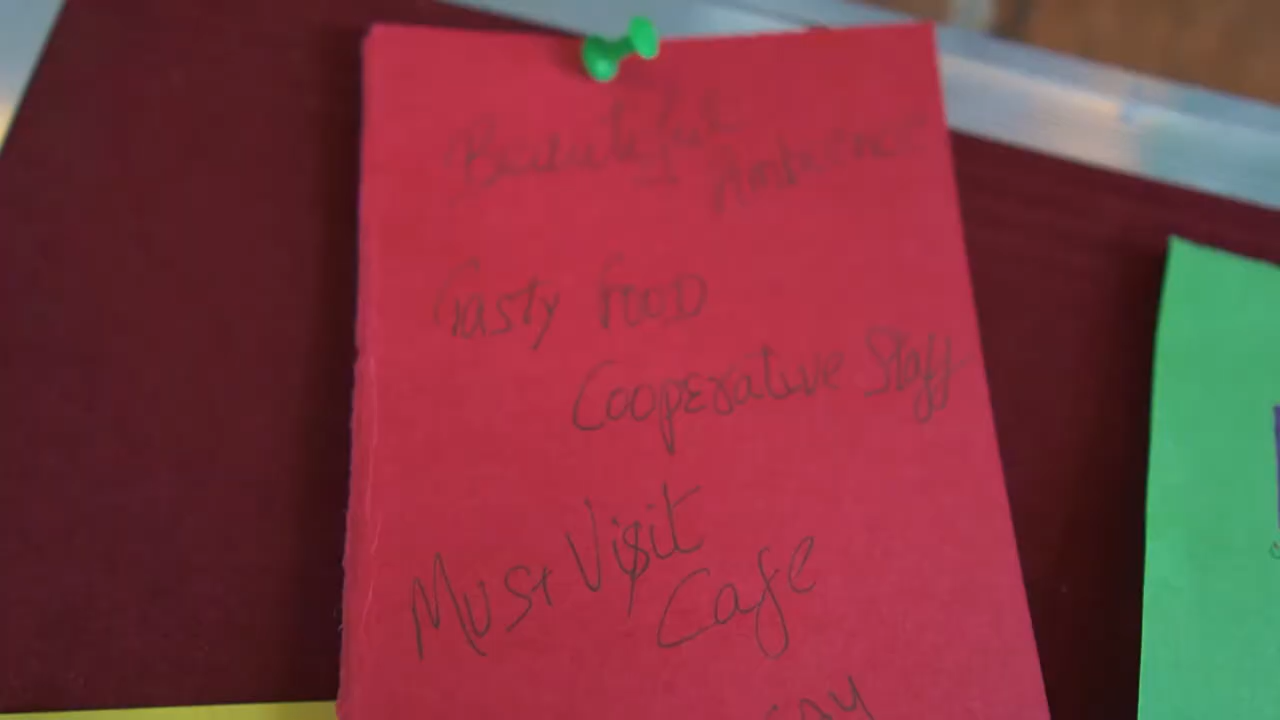 Beautiful
Ambience
Tasty Food
Cooperative Staff
Must Visit
Cafe